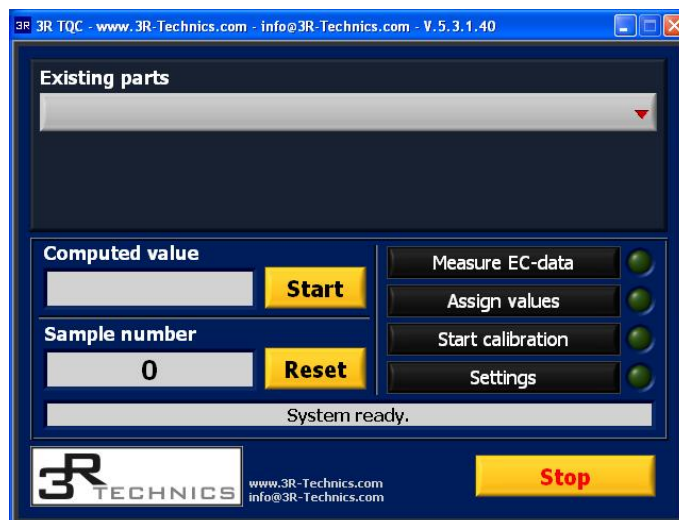 3R 3R TQC - www.3R-Technics.com - info@3R-Technics.com - V.5.3.1.40
Existing parts
Computed value
Start
Measure EC-data
Assign values
Sample number
0
Reset
Start calibration
Settings
System ready.
3R TECHNICS
www.3R-Technics.com
info@3R-Technics.com
Stop